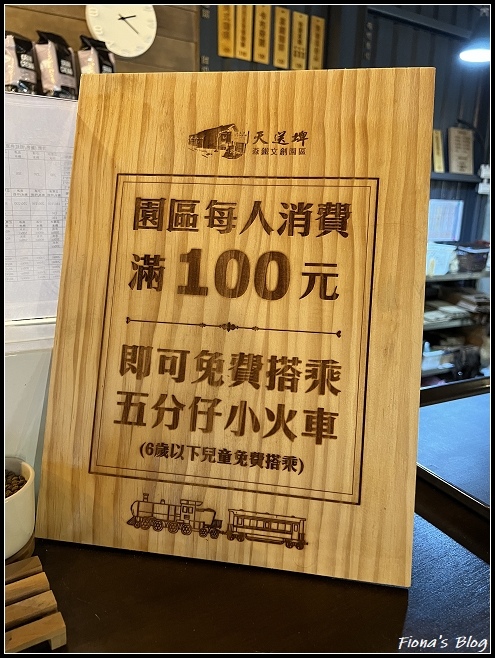 天送埤
森鐵文創園區
園區每人消費
滿100元
即可免費搭乘
五分仔小火車
(6歲以下兒童免費搭乘)
Fiona's Blog